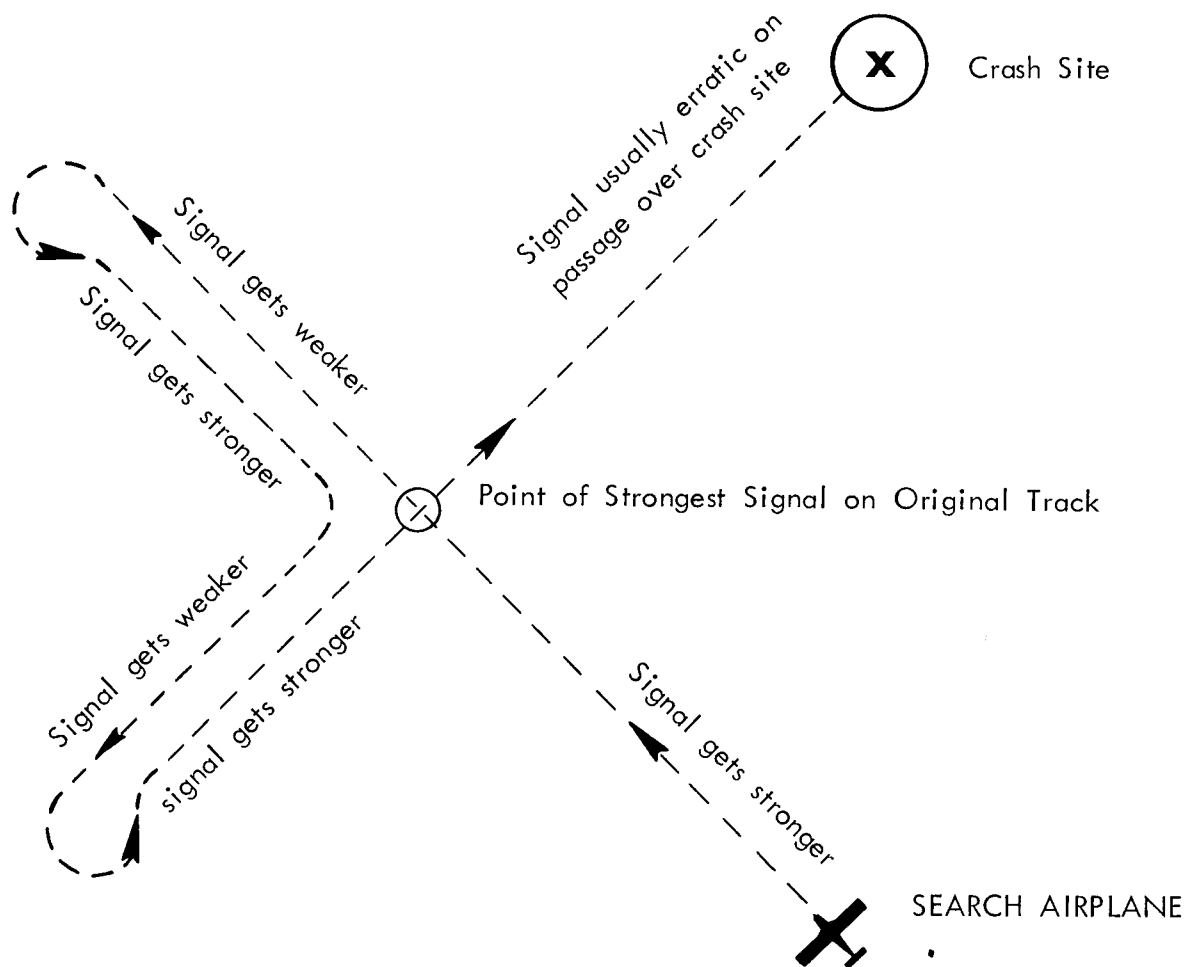 Signal usually erratic on
passage over crash site
X
Crash Site
Signal gets weaker
Signal gets stronger
Point of Strongest Signal on Original Track
Signal gets weaker
signal gets stronger
Signal gets stronger
SEARCH AIRPLANE